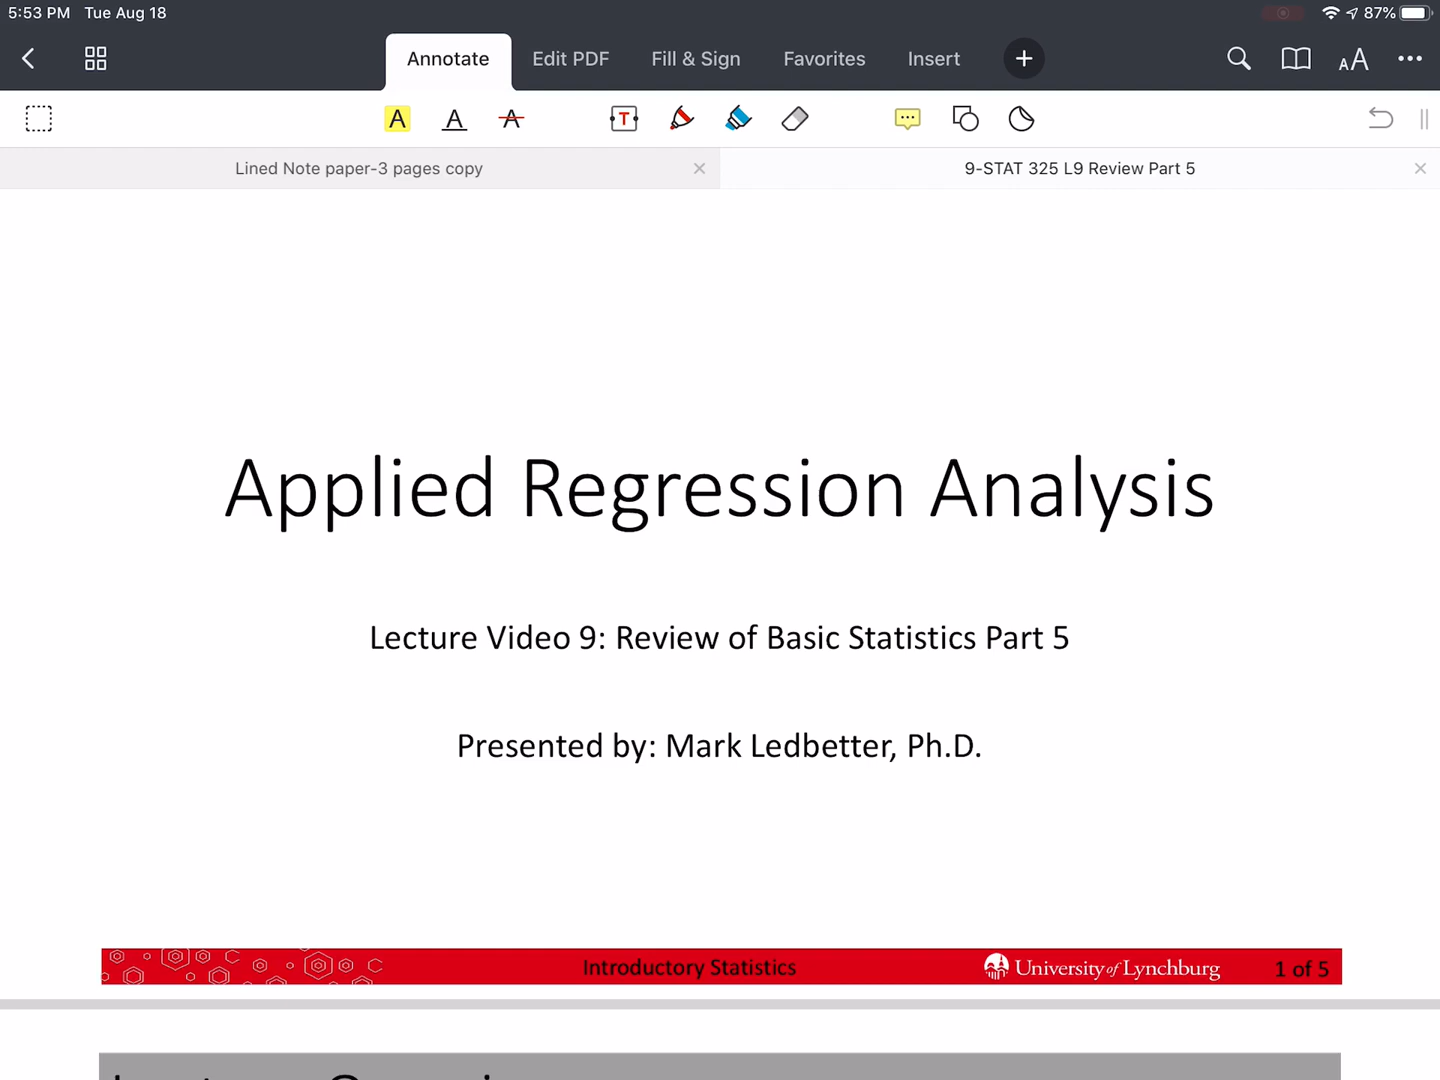 5:53 PM Tue Aug 18 87%
Annotate Edit PDF Fill & Sign Favorites Insert AA
A A A T
Lined Note paper-3 pages copy 9-STAT 325 L9 Review Part 5
Applied Regression Analysis
Lecture Video 9: Review of Basic Statistics Part 5
Presented by: Mark Ledbetter, Ph.D.
Introductory Statistics University of Lynchburg 1 of 5